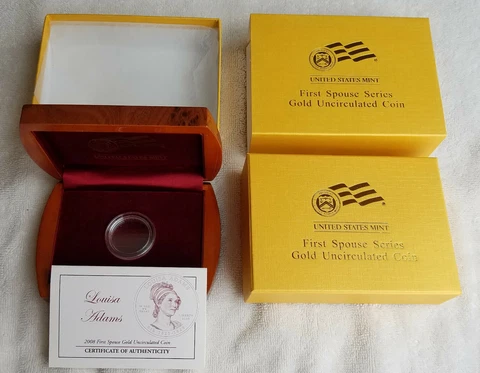 UNITED STATES MINT
First Spouse Series
Gold Uncirculated Coin
UNITED STATES MINT
First Spouse Series
Gold Uncirculated Coin
Louisa
Adams
2008 First Spouse Gold Uncirculated Coin
CERTIFICATE OF AUTHENTICITY